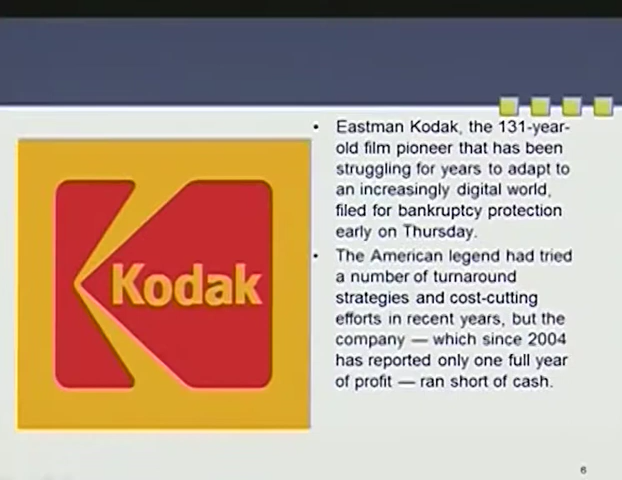 Kodak
• Eastman Kodak, the 131-year-
old film pioneer that has been
struggling for years to adapt to
an increasingly digital world,
filed for bankruptcy protection
early on Thursday.
• The American legend had tried
a number of turnaround
strategies and cost-cutting
efforts in recent years, but the
company — which since 2004
has reported only one full year
of profit — ran short of cash.
6